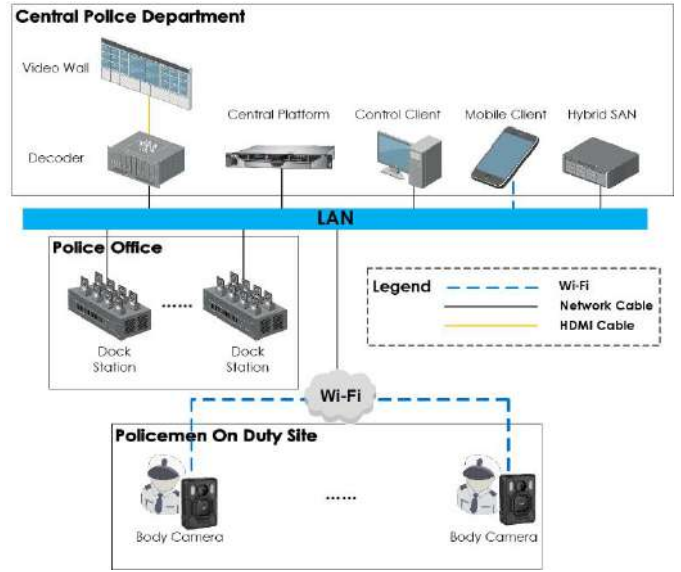 Central Police Department
Video Wall
Decoder
Central Platform
Control Client
Mobile Client
Hybrid SAN
LAN
Police Office
......
Dock
Station
Dock
Station
Legend
Wi-Fi
Network Cable
HDMI Cable
Wi-Fi
Policemen On Duty Site
......
Body Camera
Body Camera